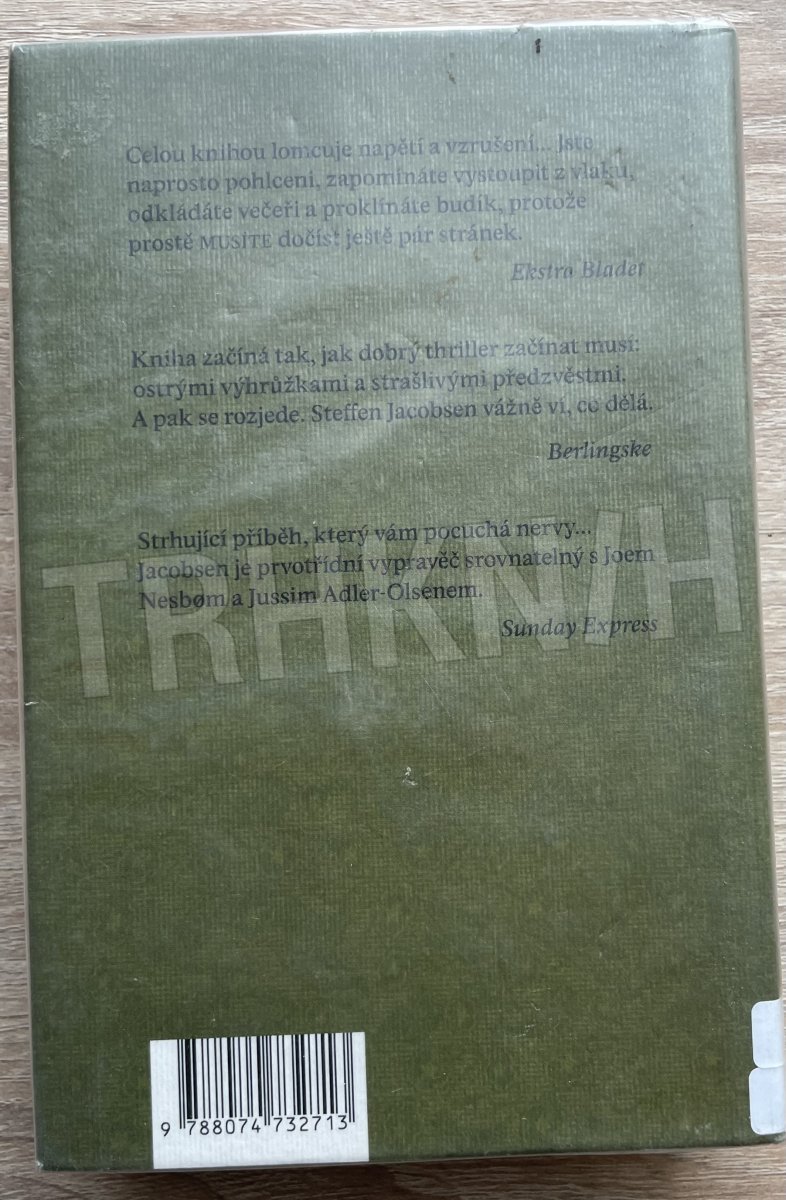 Celou knihou lomcuje napětí a vzrušení... Jste
naprosto pohlceni, zapomínáte vystoupit z vlaku,
odkládáte večeři a proklínáte budík, protože
prostě MUSÍTE dočíst ještě pár stránek.
Ekstra Bladet
Kniha začíná tak, jak dobrý thriller začínat musí:
ostrými výhrůžkami a strašlivými předzvěstmi.
A pak se rozjede. Steffen Jacobsen vážně ví, co dělá.
Berlingske
Strhující příběh, který vám pocuchá nervy...
Jacobsen je prvotřídní vypravěč srovnatelný s Joem
Nesbøm a Jussim Adler-Olsenem.
Sunday Express
TRHKNIH
9 788074 732713